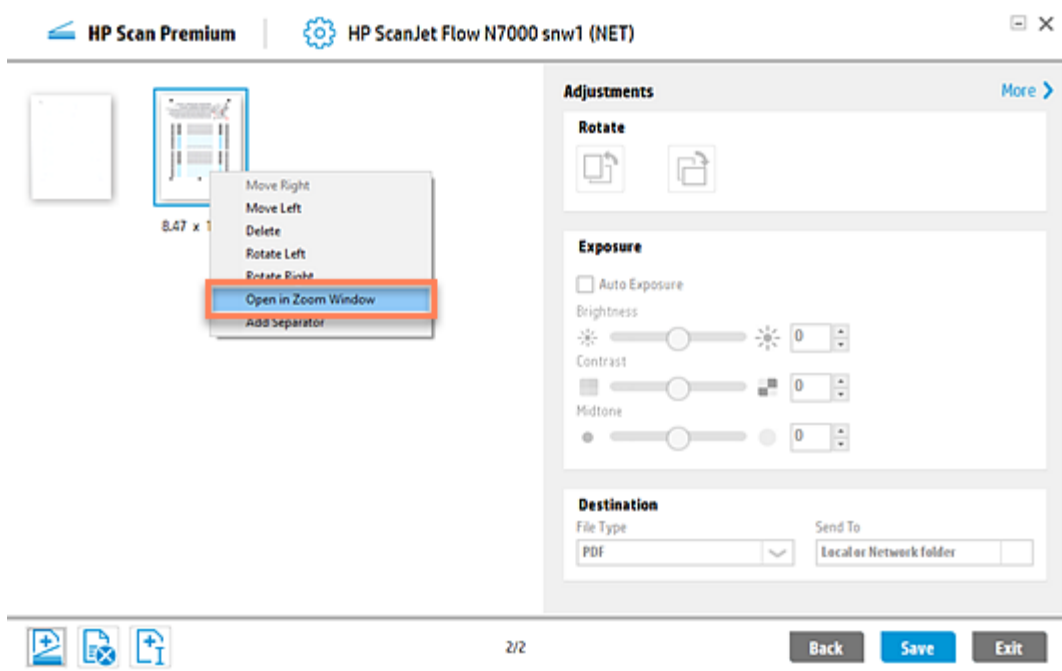 HP Scan Premium
HP ScanJet Flow N7000 snw1 (NET)
Adjustments
More
Rotate
8.47 x 1
Move Right
Move Left
Delete
Rotate Left
Rotate Right
Open in Zoom Window
Add Separator
Exposure
Auto Exposure
Brightness
0
Contrast
0
Midtone
0
Destination
File Type
Send To
PDF
Local or Network folder
2/2
Back
Save
Exit